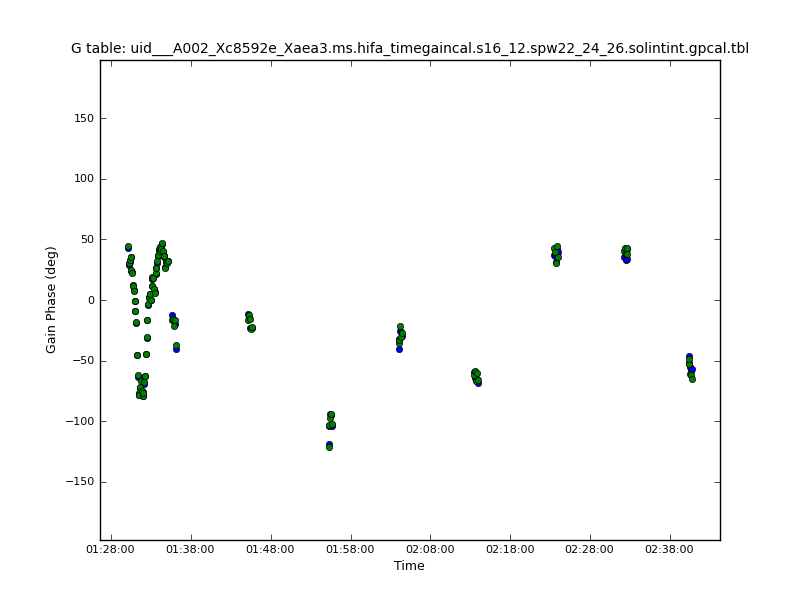 G table: uid___A002_Xc8592e_Xaea3.ms.hifa_timegaincal.s16_12.spw22_24_26.solintint.gpcal.tbl
150
100
50
0
−50
−100
−150
Gain Phase (deg)
01:28:00 01:38:00 01:48:00 01:58:00 02:08:00 02:18:00 02:28:00 02:38:00
Time